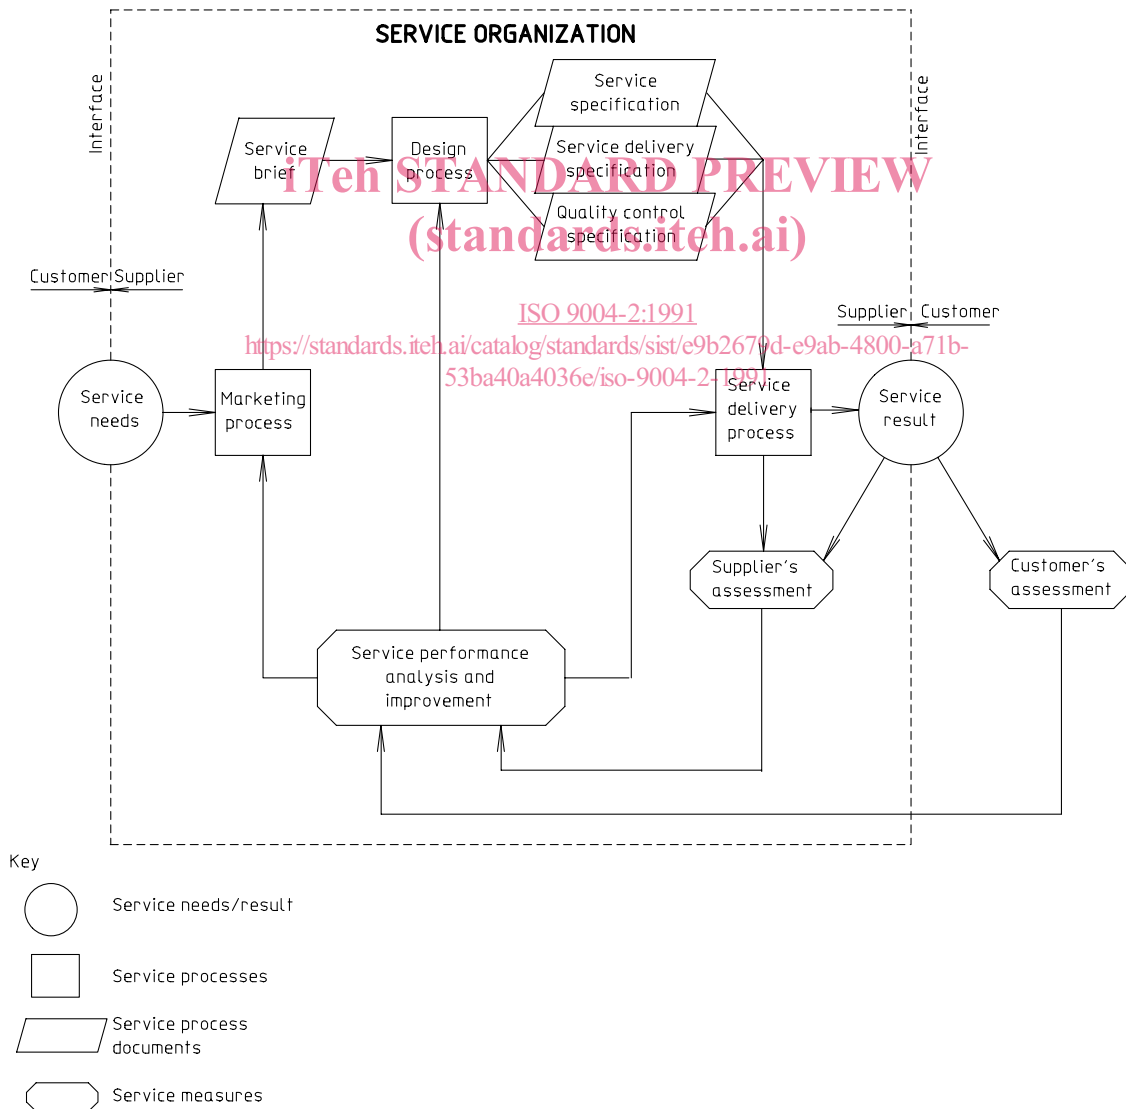 SERVICE ORGANIZATION
Interface
Interface
Service
specification
Service
brief
Design
process
Service delivery
specification
Quality control
specification
iTeh STANDARD PREVIEW
(standards.iteh.ai)
Customer Supplier
ISO 9004-2:1991
https://standards.iteh.ai/catalog/standards/sist/e9b2679d-e9ab-4800-a71b-
53ba40a4036e/iso-9004-2-1991
Supplier Customer
Service
needs
Marketing
process
Service
delivery
process
Service
result
Supplier's
assessment
Customer's
assessment
Service performance
analysis and
improvement
Key
Service needs/result
Service processes
Service process
documents
Service measures